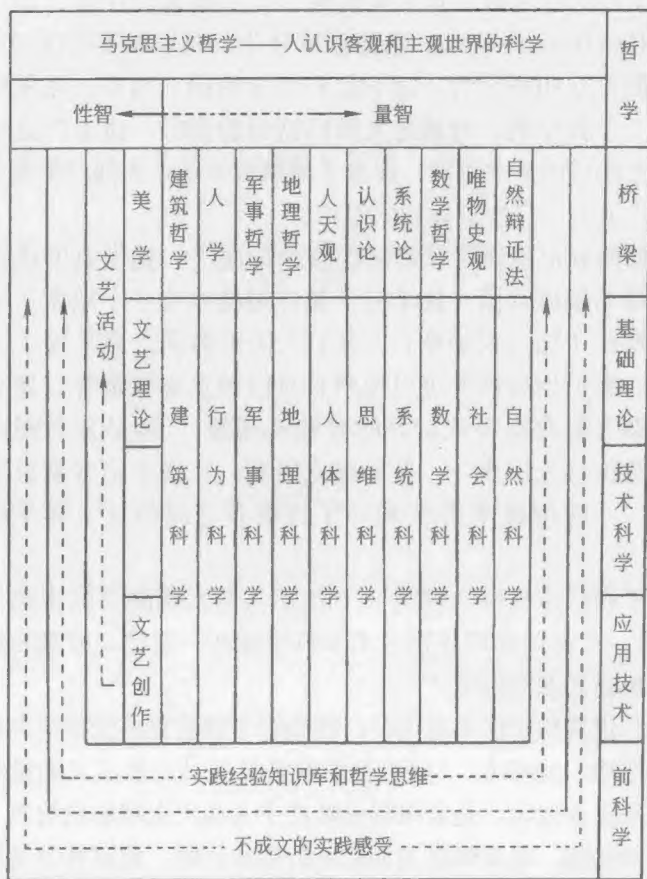 马克思主义哲学——人认识客观和主观世界的科学
哲学
性智
量智
文艺活动
美学
文艺理论
文艺创作
建筑哲学
建筑科学
人学
行为科学
军事哲学
军事科学
地理哲学
地理科学
人天观
人体科学
认识论
思维科学
系统论
系统科学
数学哲学
数学科学
唯物史观
社会科学
自然辩证法
自然科学
桥梁
基础理论
技术科学
应用技术
前科学
实践经验知识库和哲学思维
不成文的实践感受